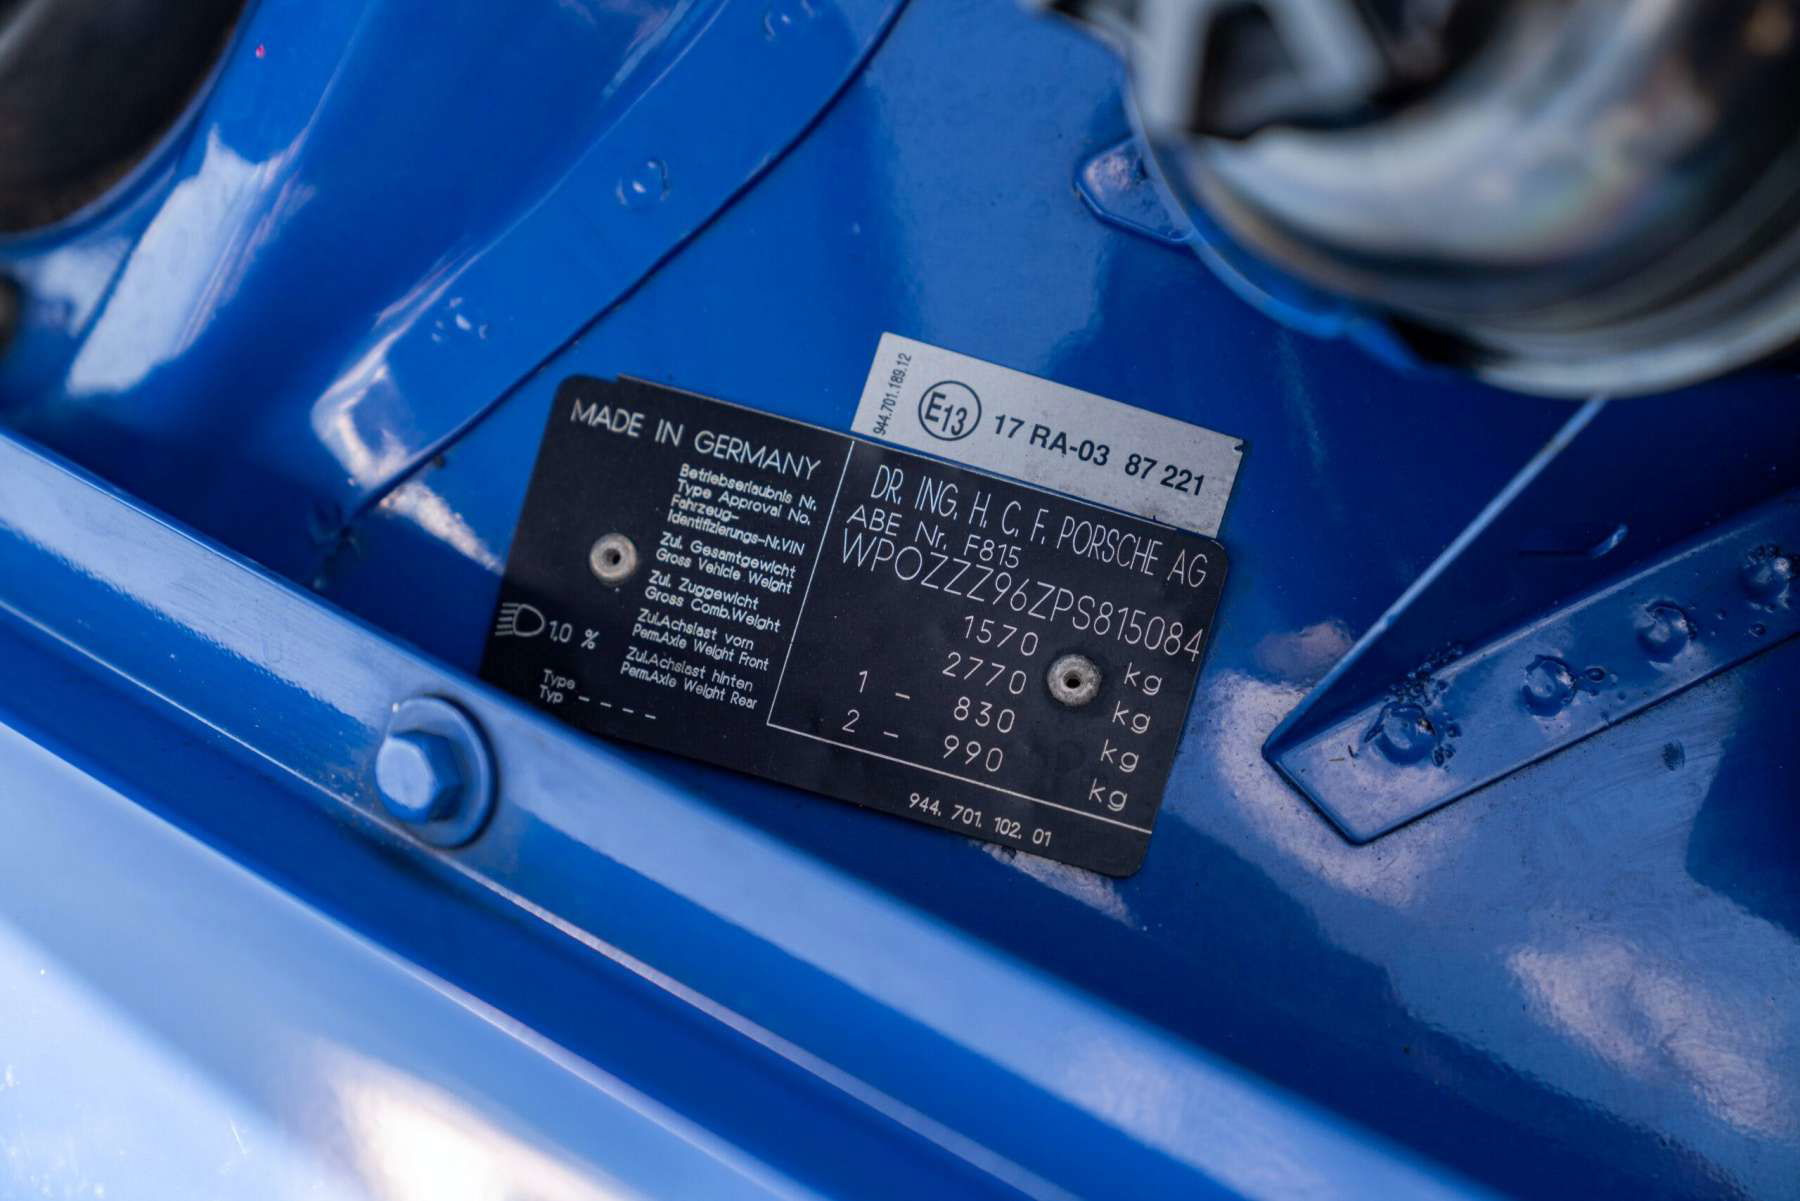 944.701.189.12
E13 17 RA-03 87 221
MADE IN GERMANY
Betriebserlaubnis Nr.
Type Approval No.
Fahrzeug-
Identifizierungs-Nr.VIN
Zul. Gesamtgewicht
Gross Vehicle Weight
Zul. Zuggewicht
Gross Comb.Weight
Zul.Achslast vorn
Perm.Axle Weight Front
Zul.Achslast hinten
Perm.Axle Weight Rear
1.0 %
Type
Typ - - - -
DR. ING. H. C. F. PORSCHE AG
ABE Nr. F815
WP0ZZZ96ZPS815084
1570 kg
2770 kg
1 - 830 kg
2 - 990 kg
944. 701. 102. 01